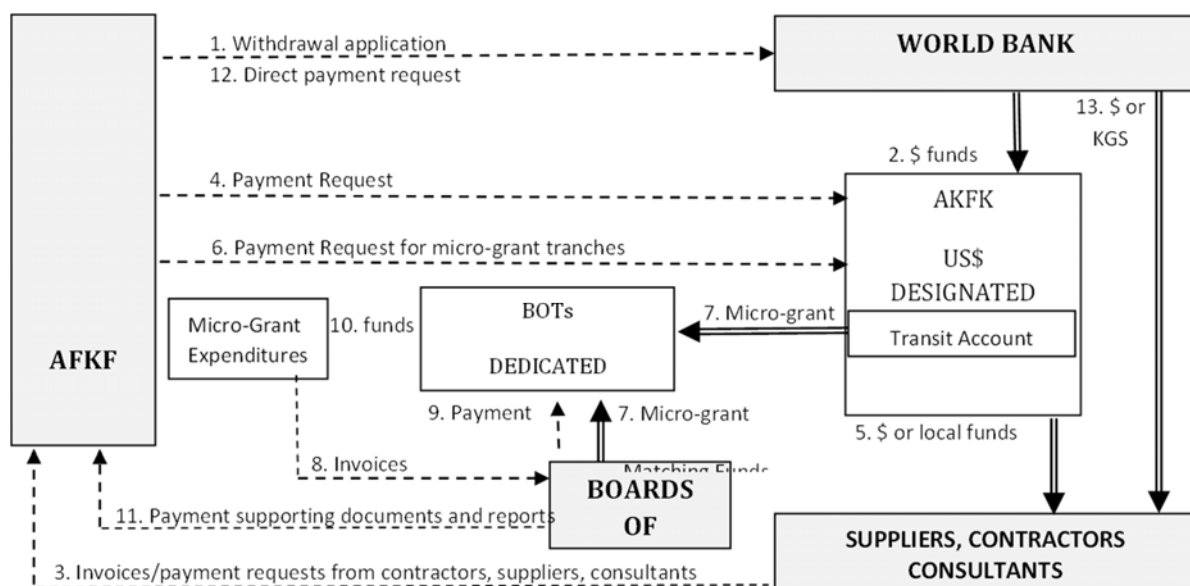 1. Withdrawal application
12. Direct payment request
WORLD BANK
13. $ or
KGS
2. $ funds
4. Payment Request
AKFK
6. Payment Request for micro-grant tranches
US$
DESIGNATED
Transit Account
Micro-Grant
Expenditures
10. funds
BOTs
DEDICATED
7. Micro-grant
AFKF
9. Payment
7. Micro-grant
Matching Funds
5. $ or local funds
8. Invoices
BOARDS
OF
11. Payment supporting documents and reports
SUPPLIERS, CONTRACTORS
CONSULTANTS
3. Invoices/payment requests from contractors, suppliers, consultants